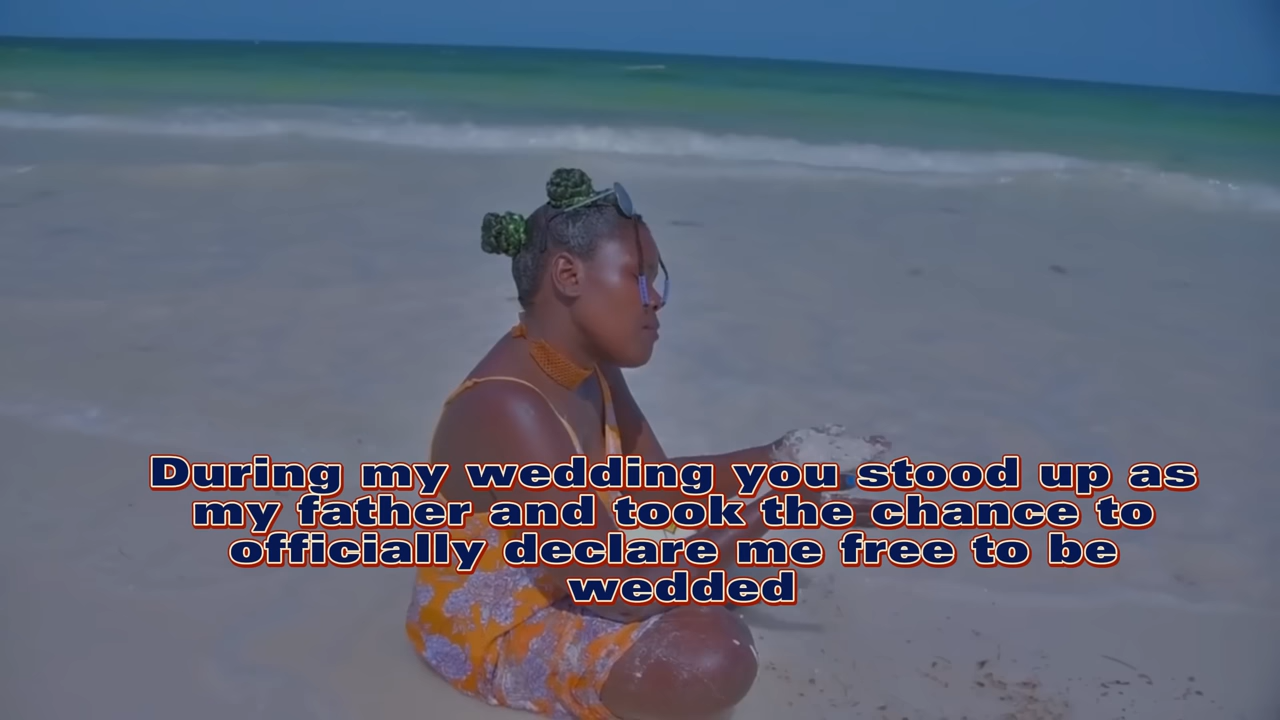 During my wedding you stood up as
my father and took the chance to
officially declare me free to be
wedded